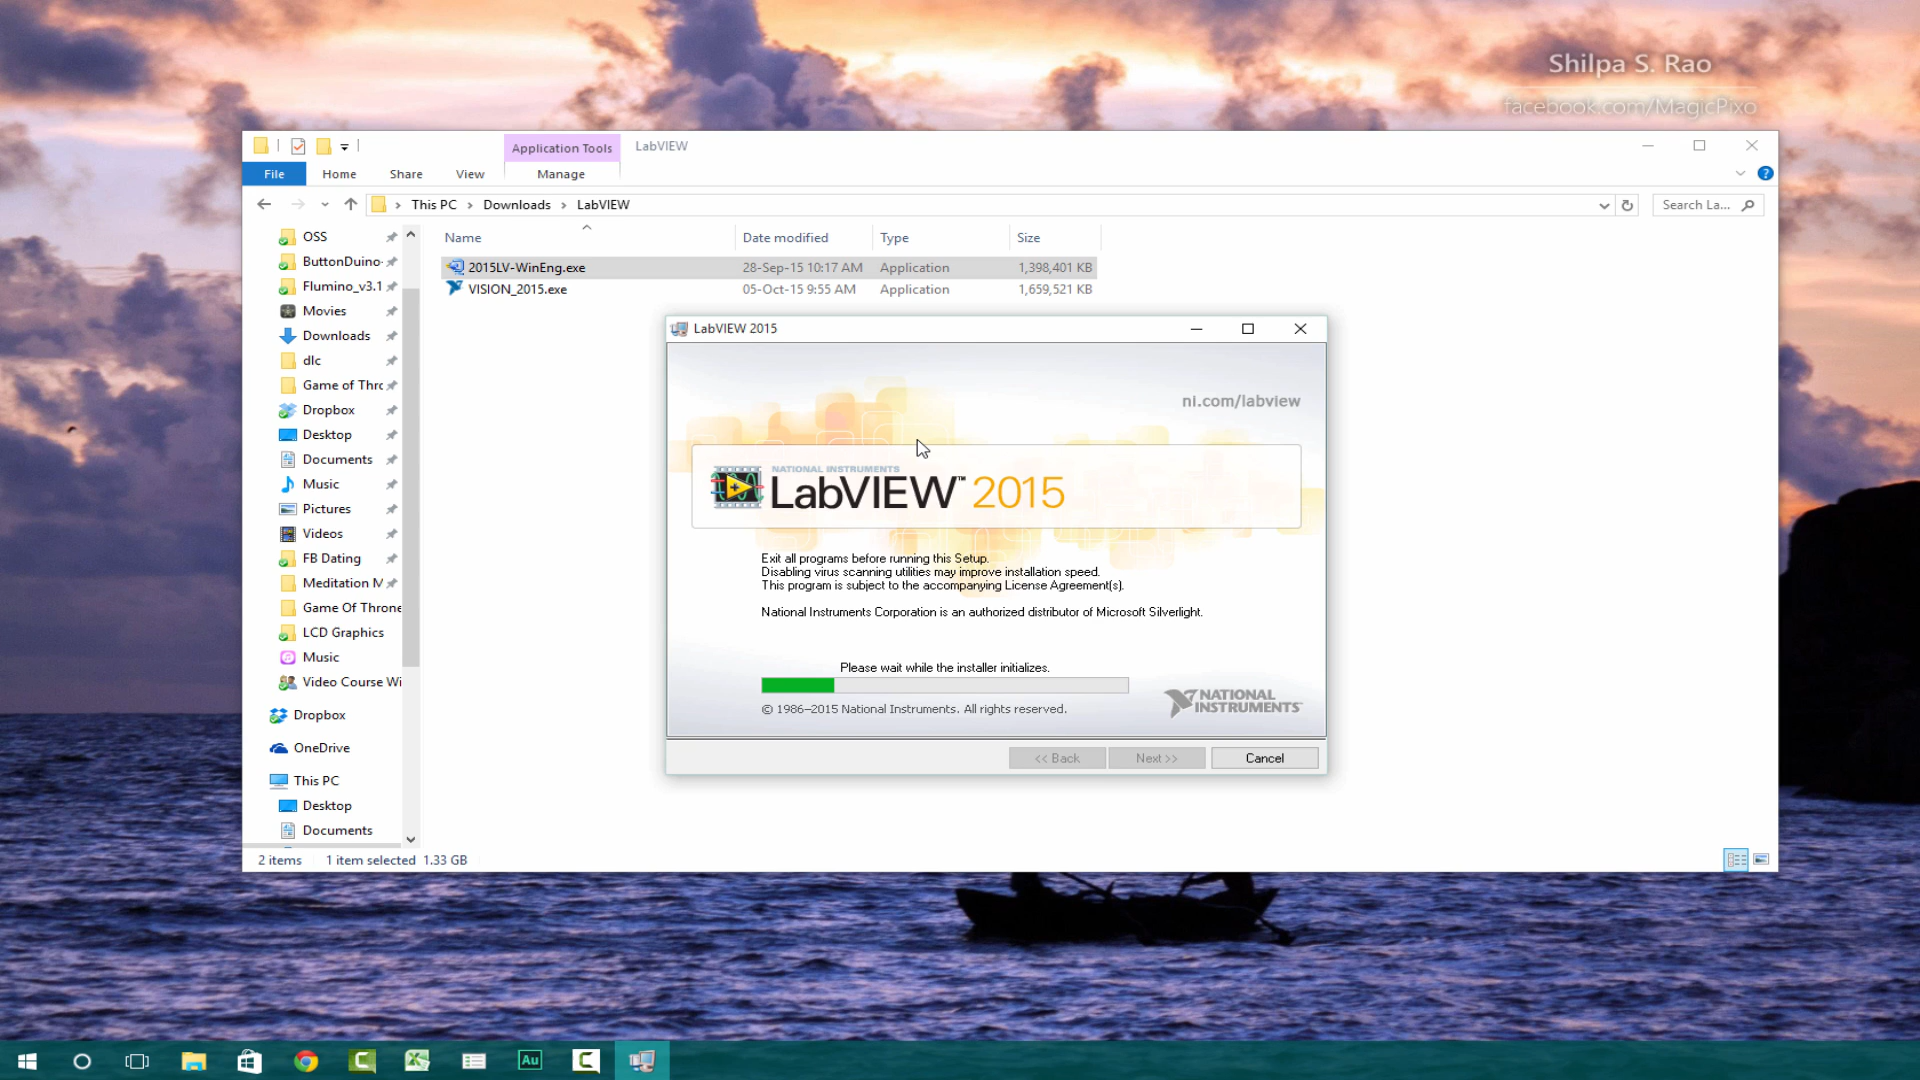 Shilpa S. Rao
facebook.com/MagicPixo
Application Tools
LabVIEW
File
Home
Share
View
Manage
This PC
Downloads
LabVIEW
Search La...
OSS
ButtonDuino-
Flumino_v3.1
Movies
Downloads
dlc
Game of Thrc
Dropbox
Desktop
Documents
Music
Pictures
Videos
FB Dating
Meditation M
Game Of Throne
LCD Graphics
Music
Video Course Wi
Dropbox
OneDrive
This PC
Desktop
Documents
Name
Date modified
Type
Size
2015LV-WinEng.exe
28-Sep-15 10:17 AM
Application
1,398,401 KB
VISION_2015.exe
05-Oct-15 9:55 AM
Application
1,659,521 KB
LabVIEW 2015
ni.com/labview
NATIONAL INSTRUMENTS
LabVIEW™ 2015
Exit all programs before running this Setup.
Disabling virus scanning utilities may improve installation speed.
This program is subject to the accompanying License Agreement(s).
National Instruments Corporation is an authorized distributor of Microsoft Silverlight.
Please wait while the installer initializes.
© 1986–2015 National Instruments. All rights reserved.
NATIONAL
INSTRUMENTS™
<< Back
Next >>
Cancel
2 items
1 item selected 1.33 GB
Au